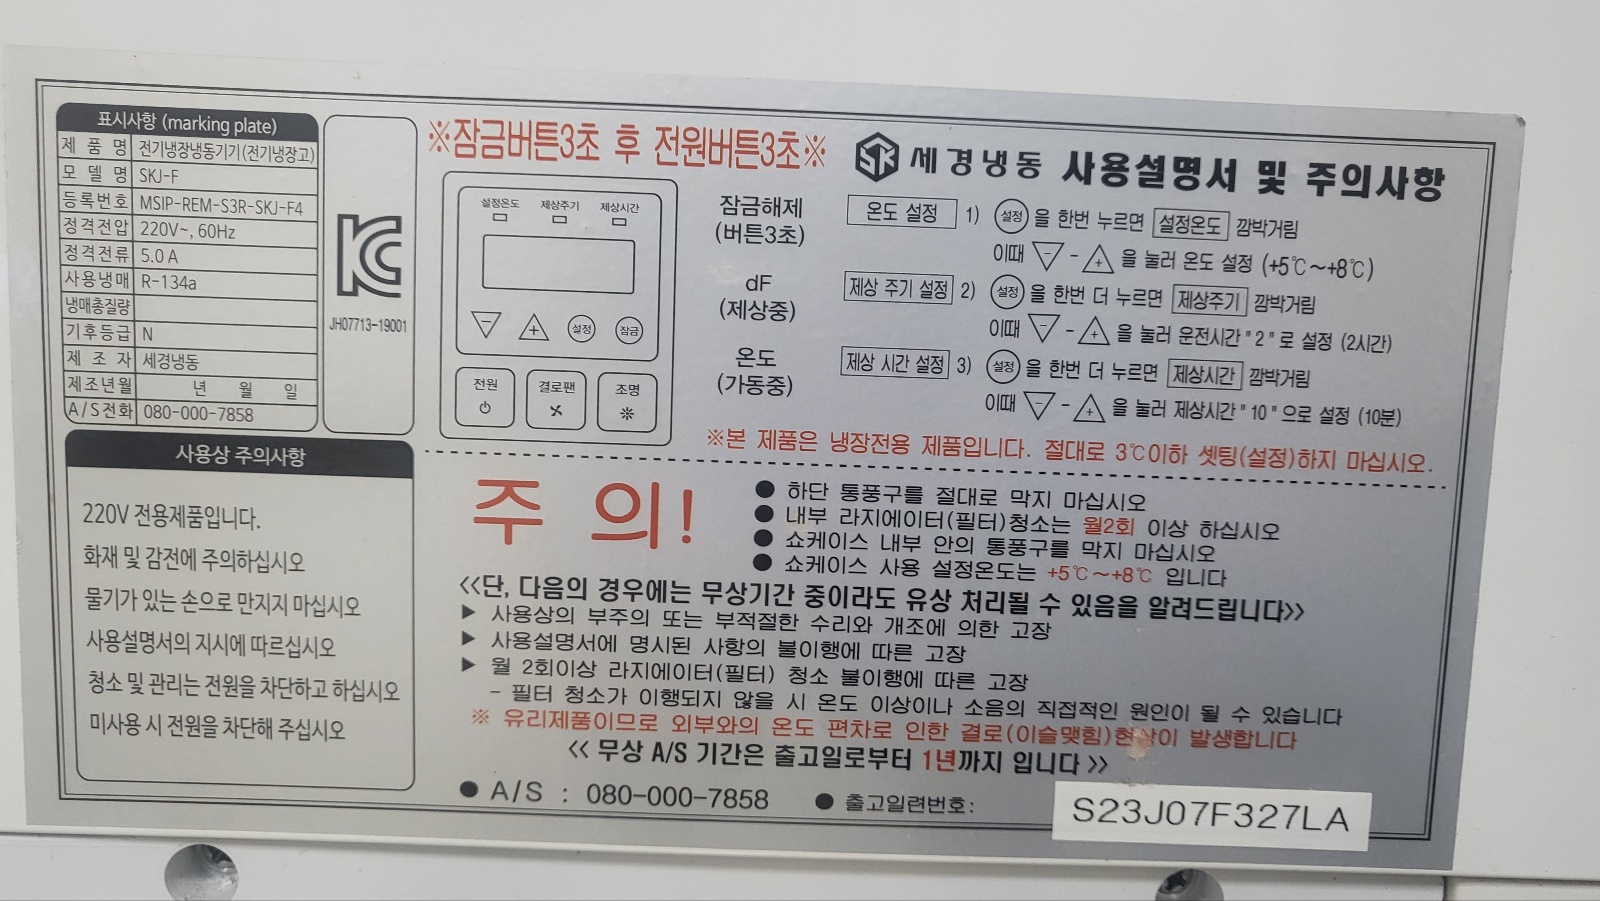 표시사항 (marking plate)
제 품 명 전기냉장냉동기기(전기냉장고)
모 델 명 SKJ-F
등록번호 MSIP-REM-S3R-SKJ-F4
정격전압 220V~, 60Hz
정격전류 5.0 A
사용냉매 R-134a
냉매총질량
기후등급 N
제 조 자 세경냉동
제조년월 년 월 일
A/S전화 080-000-7858
JH07713-19001
사용상 주의사항
220V 전용제품입니다.
화재 및 감전에 주의하십시오
물기가 있는 손으로 만지지 마십시오
사용설명서의 지시에 따르십시오
청소 및 관리는 전원을 차단하고 하십시오
미사용 시 전원을 차단해 주십시오
※잠금버튼3초 후 전원버튼3초※
설정온도 제상주기 제상시간
설정 잠금
전원 결로팬 조명
잠금해제
(버튼3초)
dF
(제상중)
온도
(가동중)
SK 세경냉동 사용설명서 및 주의사항
온도 설정 1) 설정 을 한번 누르면 설정온도 깜박거림
이때 ▽ - △ 을 눌러 온도 설정 (+5℃~+8℃)
제상 주기 설정 2) 설정 을 한번 더 누르면 제상주기 깜박거림
이때 ▽ - △ 을 눌러 운전시간 " 2 " 로 설정 (2시간)
제상 시간 설정 3) 설정 을 한번 더 누르면 제상시간 깜박거림
이때 ▽ - △ 을 눌러 제상시간 " 10 " 으로 설정 (10분)
※본 제품은 냉장전용 제품입니다. 절대로 3℃이하 셋팅(설정)하지 마십시오.
주 의!
● 하단 통풍구를 절대로 막지 마십시오
● 내부 라지에이터(필터)청소는 월2회 이상 하십시오
● 쇼케이스 내부 안의 통풍구를 막지 마십시오
● 쇼케이스 사용 설정온도는 +5℃~+8℃ 입니다
<<단, 다음의 경우에는 무상기간 중이라도 유상 처리될 수 있음을 알려드립니다>>
▶ 사용상의 부주의 또는 부적절한 수리와 개조에 의한 고장
▶ 사용설명서에 명시된 사항의 불이행에 따른 고장
▶ 월 2회이상 라지에이터(필터) 청소 불이행에 따른 고장
- 필터 청소가 이행되지 않을 시 온도 이상이나 소음의 직접적인 원인이 될 수 있습니다
※ 유리제품이므로 외부와의 온도 편차로 인한 결로(이슬맺힘)현상이 발생합니다
<< 무상 A/S 기간은 출고일로부터 1년까지 입니다 >>
● A/S : 080-000-7858 ● 출고일련번호: S23J07F327LA